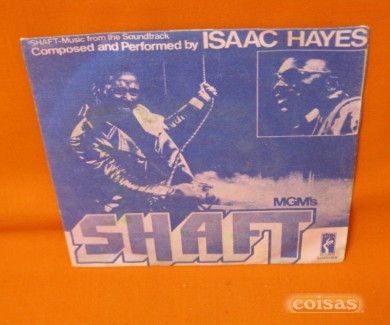 SHAFT-Music from the Soundtrack
Composed and Performed by ISAAC HAYES
MGM's
SHAFT
coisas